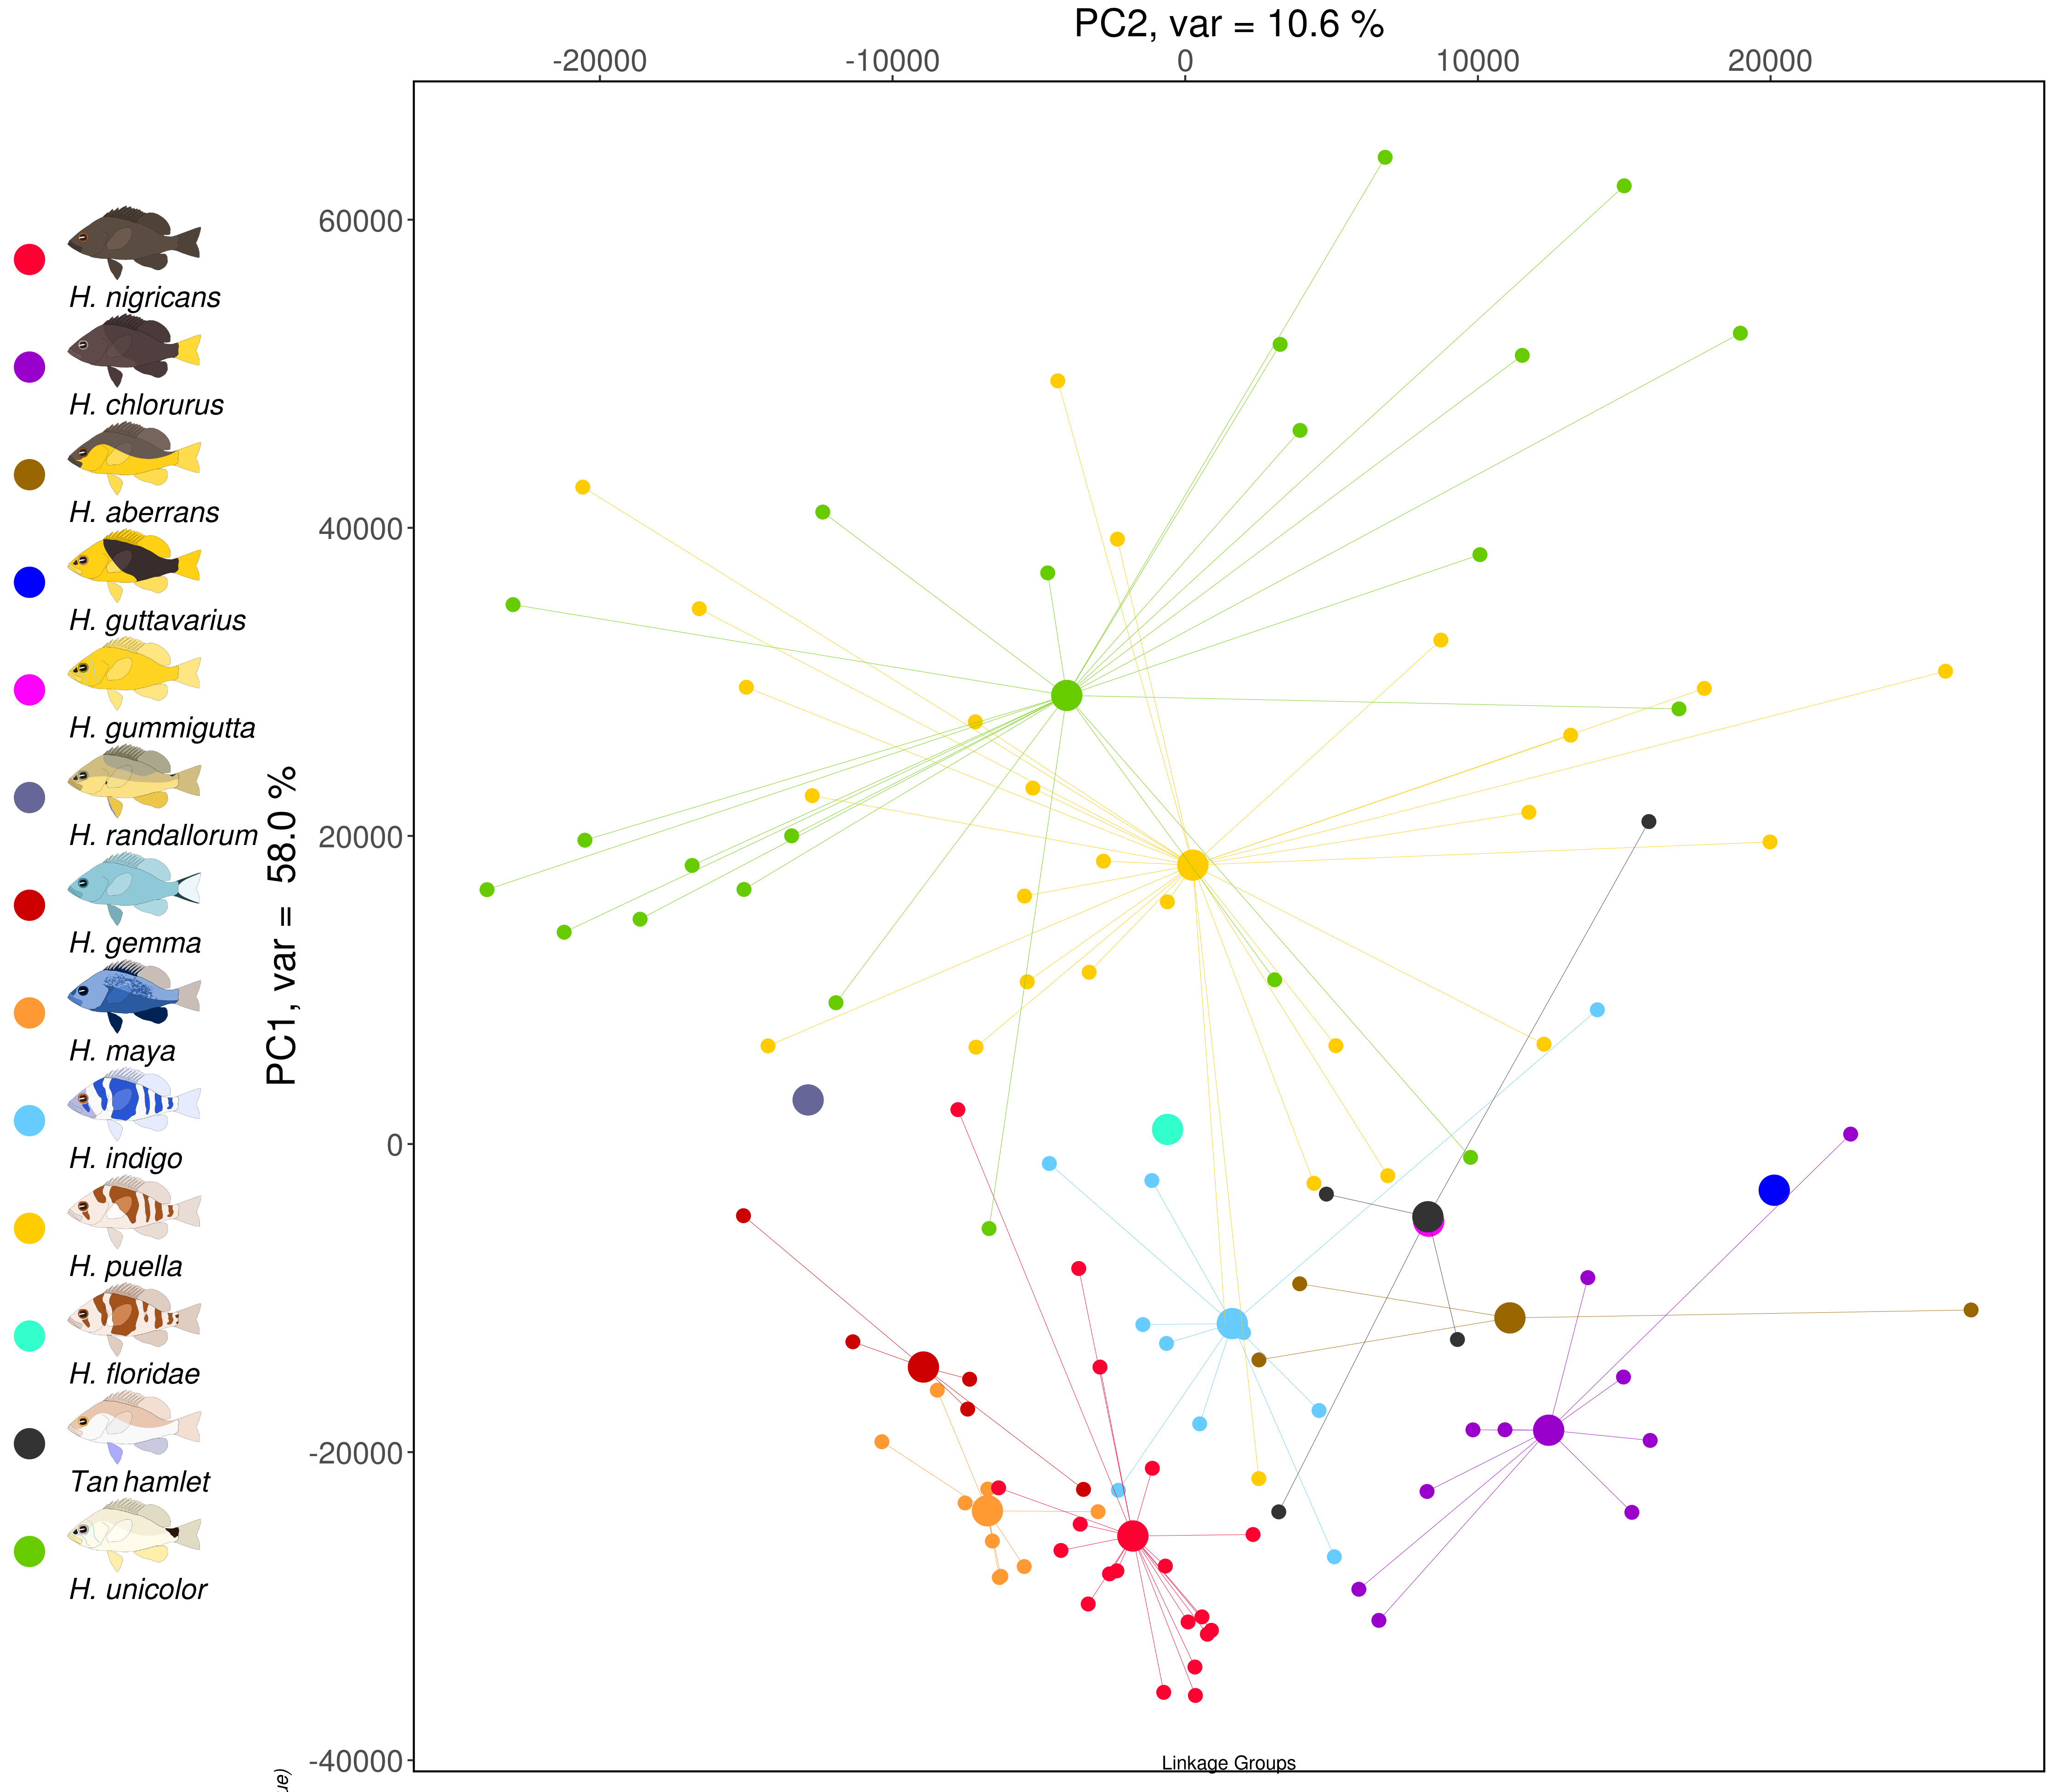 PC2, var = 10.6 %
-20000 -10000 0 10000 20000
60000
40000
20000
0
-20000
-40000
PC1, var = 58.0 %
H. nigricans
H. chlorurus
H. aberrans
H. guttavarius
H. gummigutta
H. randallorum
H. gemma
H. maya
H. indigo
H. puella
H. floridae
Tan hamlet
H. unicolor
Linkage Groups